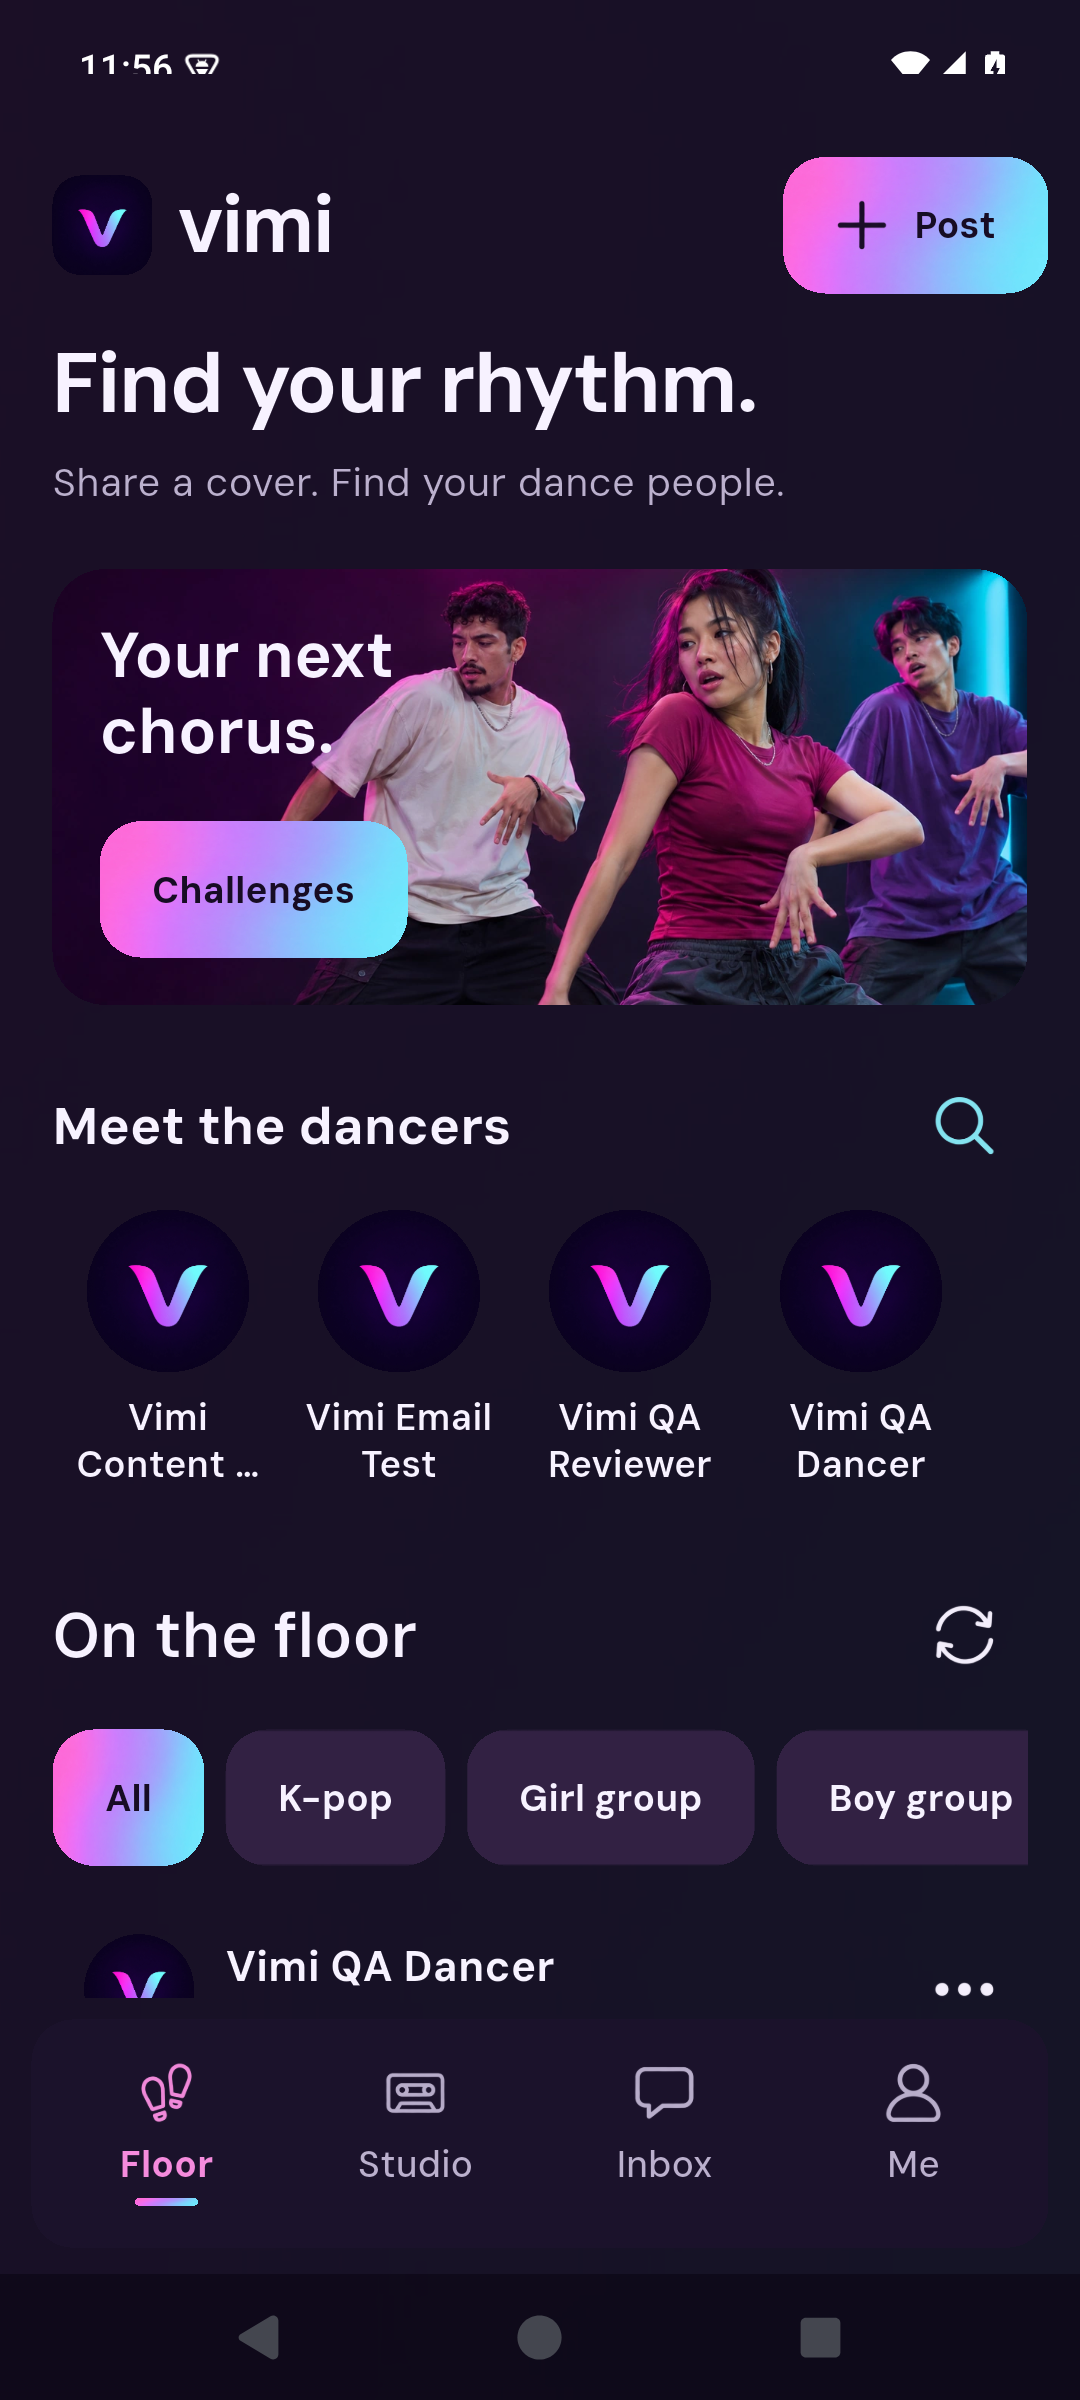 11:56
vimi
Post
Find your rhythm.
Share a cover. Find your dance people.
Your next
chorus.
Challenges
Meet the dancers
Vimi
Content ...
Vimi Email
Test
Vimi QA
Reviewer
Vimi QA
Dancer
On the floor
All
K-pop
Girl group
Boy group
Vimi QA Dancer
Floor
Studio
Inbox
Me